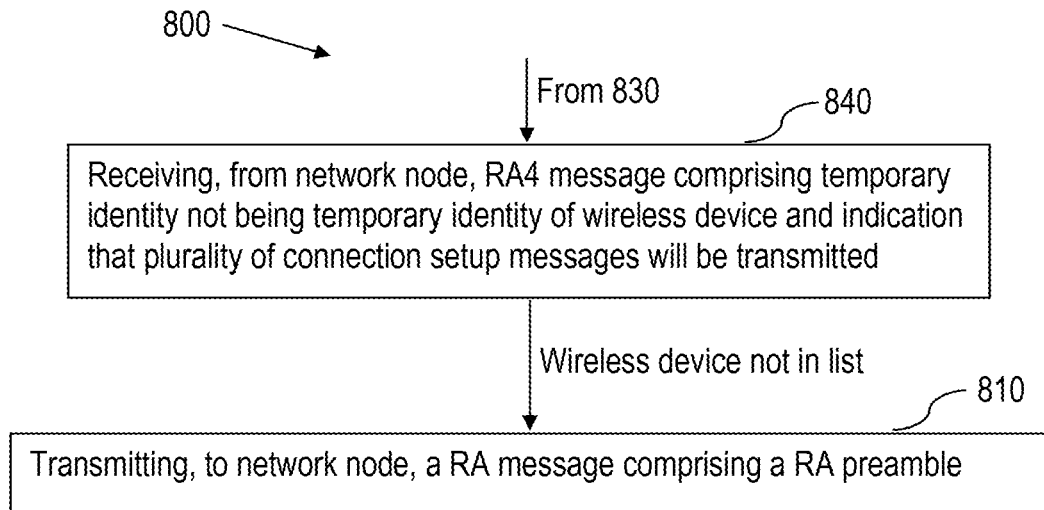 800
From 830
840
Receiving, from network node, RA4 message comprising temporary
identity not being temporary identity of wireless device and indication
that plurality of connection setup messages will be transmitted
Wireless device not in list
810
Transmitting, to network node, a RA message comprising a RA preamble